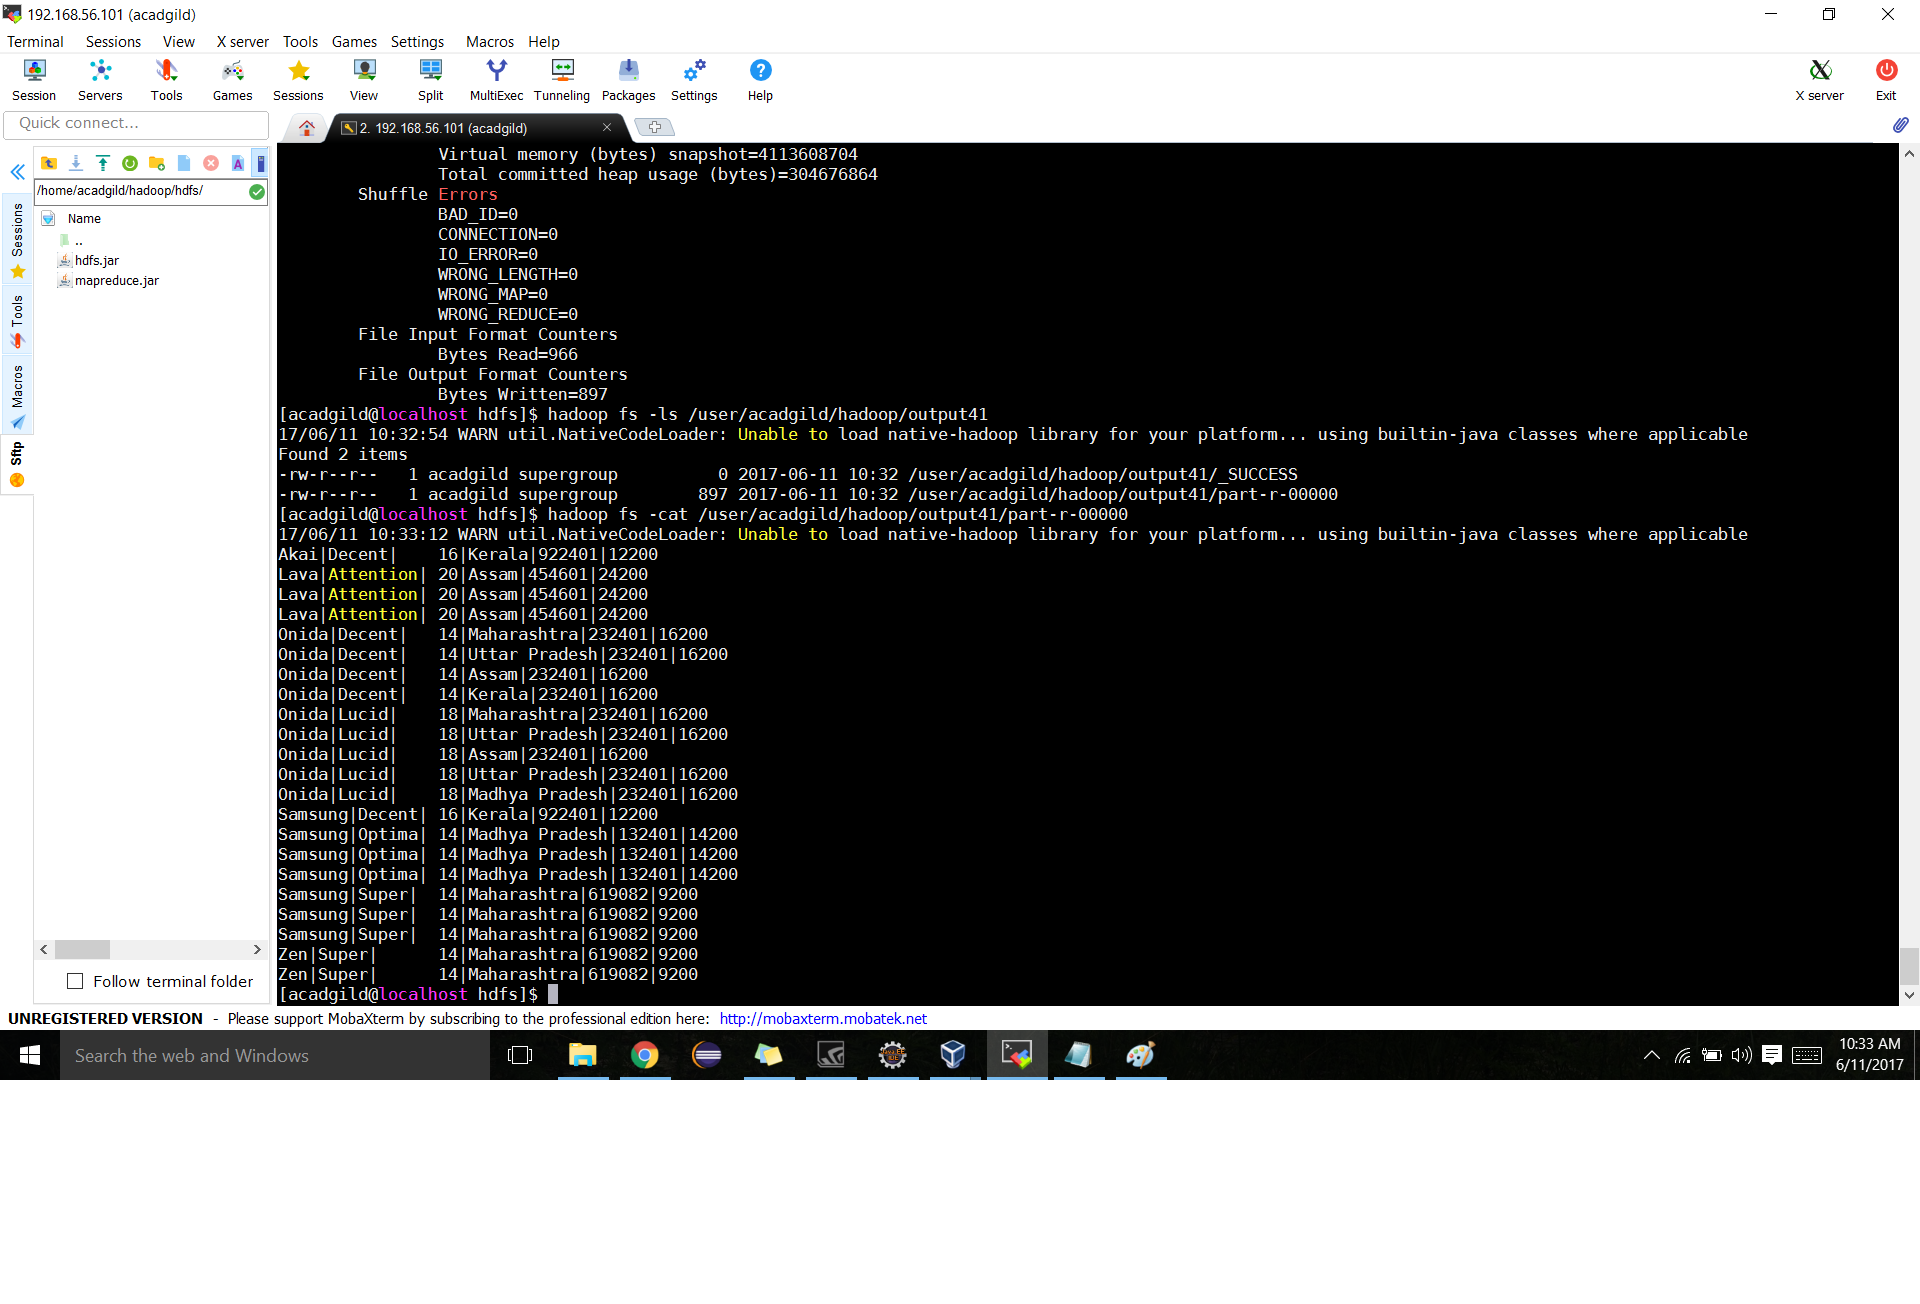 192.168.56.101 (acadgild)
Terminal Sessions View X server Tools Games Settings Macros Help
Session Servers Tools Games Sessions View Split MultiExec Tunneling Packages Settings Help X server Exit
Quick connect...
2. 192.168.56.101 (acadgild)
/home/acadgild/hadoop/hdfs/
Name
..
hdfs.jar
mapreduce.jar
Sessions
Tools
Macros
Sftp
Follow terminal folder
Virtual memory (bytes) snapshot=4113608704
Total committed heap usage (bytes)=304676864
Shuffle Errors
BAD_ID=0
CONNECTION=0
IO_ERROR=0
WRONG_LENGTH=0
WRONG_MAP=0
WRONG_REDUCE=0
File Input Format Counters
Bytes Read=966
File Output Format Counters
Bytes Written=897
[acadgild@localhost hdfs]$ hadoop fs -ls /user/acadgild/hadoop/output41
17/06/11 10:32:54 WARN util.NativeCodeLoader: Unable to load native-hadoop library for your platform... using builtin-java classes where applicable
Found 2 items
-rw-r--r--   1 acadgild supergroup          0 2017-06-11 10:32 /user/acadgild/hadoop/output41/_SUCCESS
-rw-r--r--   1 acadgild supergroup        897 2017-06-11 10:32 /user/acadgild/hadoop/output41/part-r-00000
[acadgild@localhost hdfs]$ hadoop fs -cat /user/acadgild/hadoop/output41/part-r-00000
17/06/11 10:33:12 WARN util.NativeCodeLoader: Unable to load native-hadoop library for your platform... using builtin-java classes where applicable
Akai|Decent|    16|Kerala|922401|12200
Lava|Attention| 20|Assam|454601|24200
Lava|Attention| 20|Assam|454601|24200
Lava|Attention| 20|Assam|454601|24200
Onida|Decent|   14|Maharashtra|232401|16200
Onida|Decent|   14|Uttar Pradesh|232401|16200
Onida|Decent|   14|Assam|232401|16200
Onida|Decent|   14|Kerala|232401|16200
Onida|Lucid|    18|Maharashtra|232401|16200
Onida|Lucid|    18|Uttar Pradesh|232401|16200
Onida|Lucid|    18|Assam|232401|16200
Onida|Lucid|    18|Uttar Pradesh|232401|16200
Onida|Lucid|    18|Madhya Pradesh|232401|16200
Samsung|Decent| 16|Kerala|922401|12200
Samsung|Optima| 14|Madhya Pradesh|132401|14200
Samsung|Optima| 14|Madhya Pradesh|132401|14200
Samsung|Optima| 14|Madhya Pradesh|132401|14200
Samsung|Super|  14|Maharashtra|619082|9200
Samsung|Super|  14|Maharashtra|619082|9200
Samsung|Super|  14|Maharashtra|619082|9200
Zen|Super|      14|Maharashtra|619082|9200
Zen|Super|      14|Maharashtra|619082|9200
[acadgild@localhost hdfs]$
UNREGISTERED VERSION - Please support MobaXterm by subscribing to the professional edition here: http://mobaxterm.mobatek.net
Search the web and Windows
10:33 AM
6/11/2017